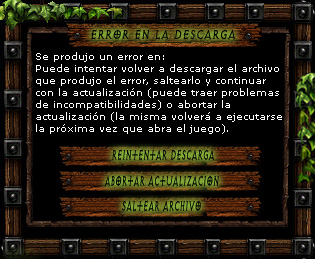 ERROR EN LA DESCARGA
Se produjo un error en:
Puede intentar volver a descargar el archivo
que produjo el error, saltearlo y continuar
con la actualización (puede traer problemas
de incompatibilidades) o abortar la
actualización (la misma volverá a ejecutarse
la próxima vez que abra el juego).
REINTENTAR DESCARGA
ABORTAR ACTUALIZACION
SALTEAR ARCHIVO